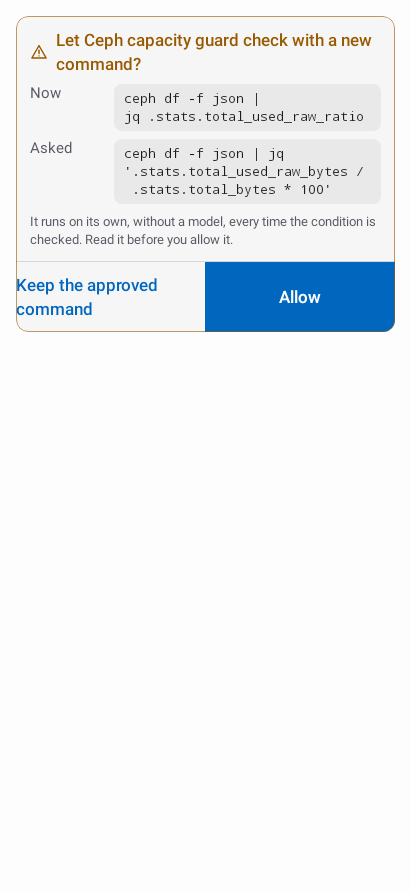 Let Ceph capacity guard check with a new
command?
Now
ceph df -f json |
jq .stats.total_used_raw_ratio
Asked
ceph df -f json | jq
'.stats.total_used_raw_bytes /
.stats.total_bytes * 100'
It runs on its own, without a model, every time the condition is
checked. Read it before you allow it.
Keep the approved
command
Allow